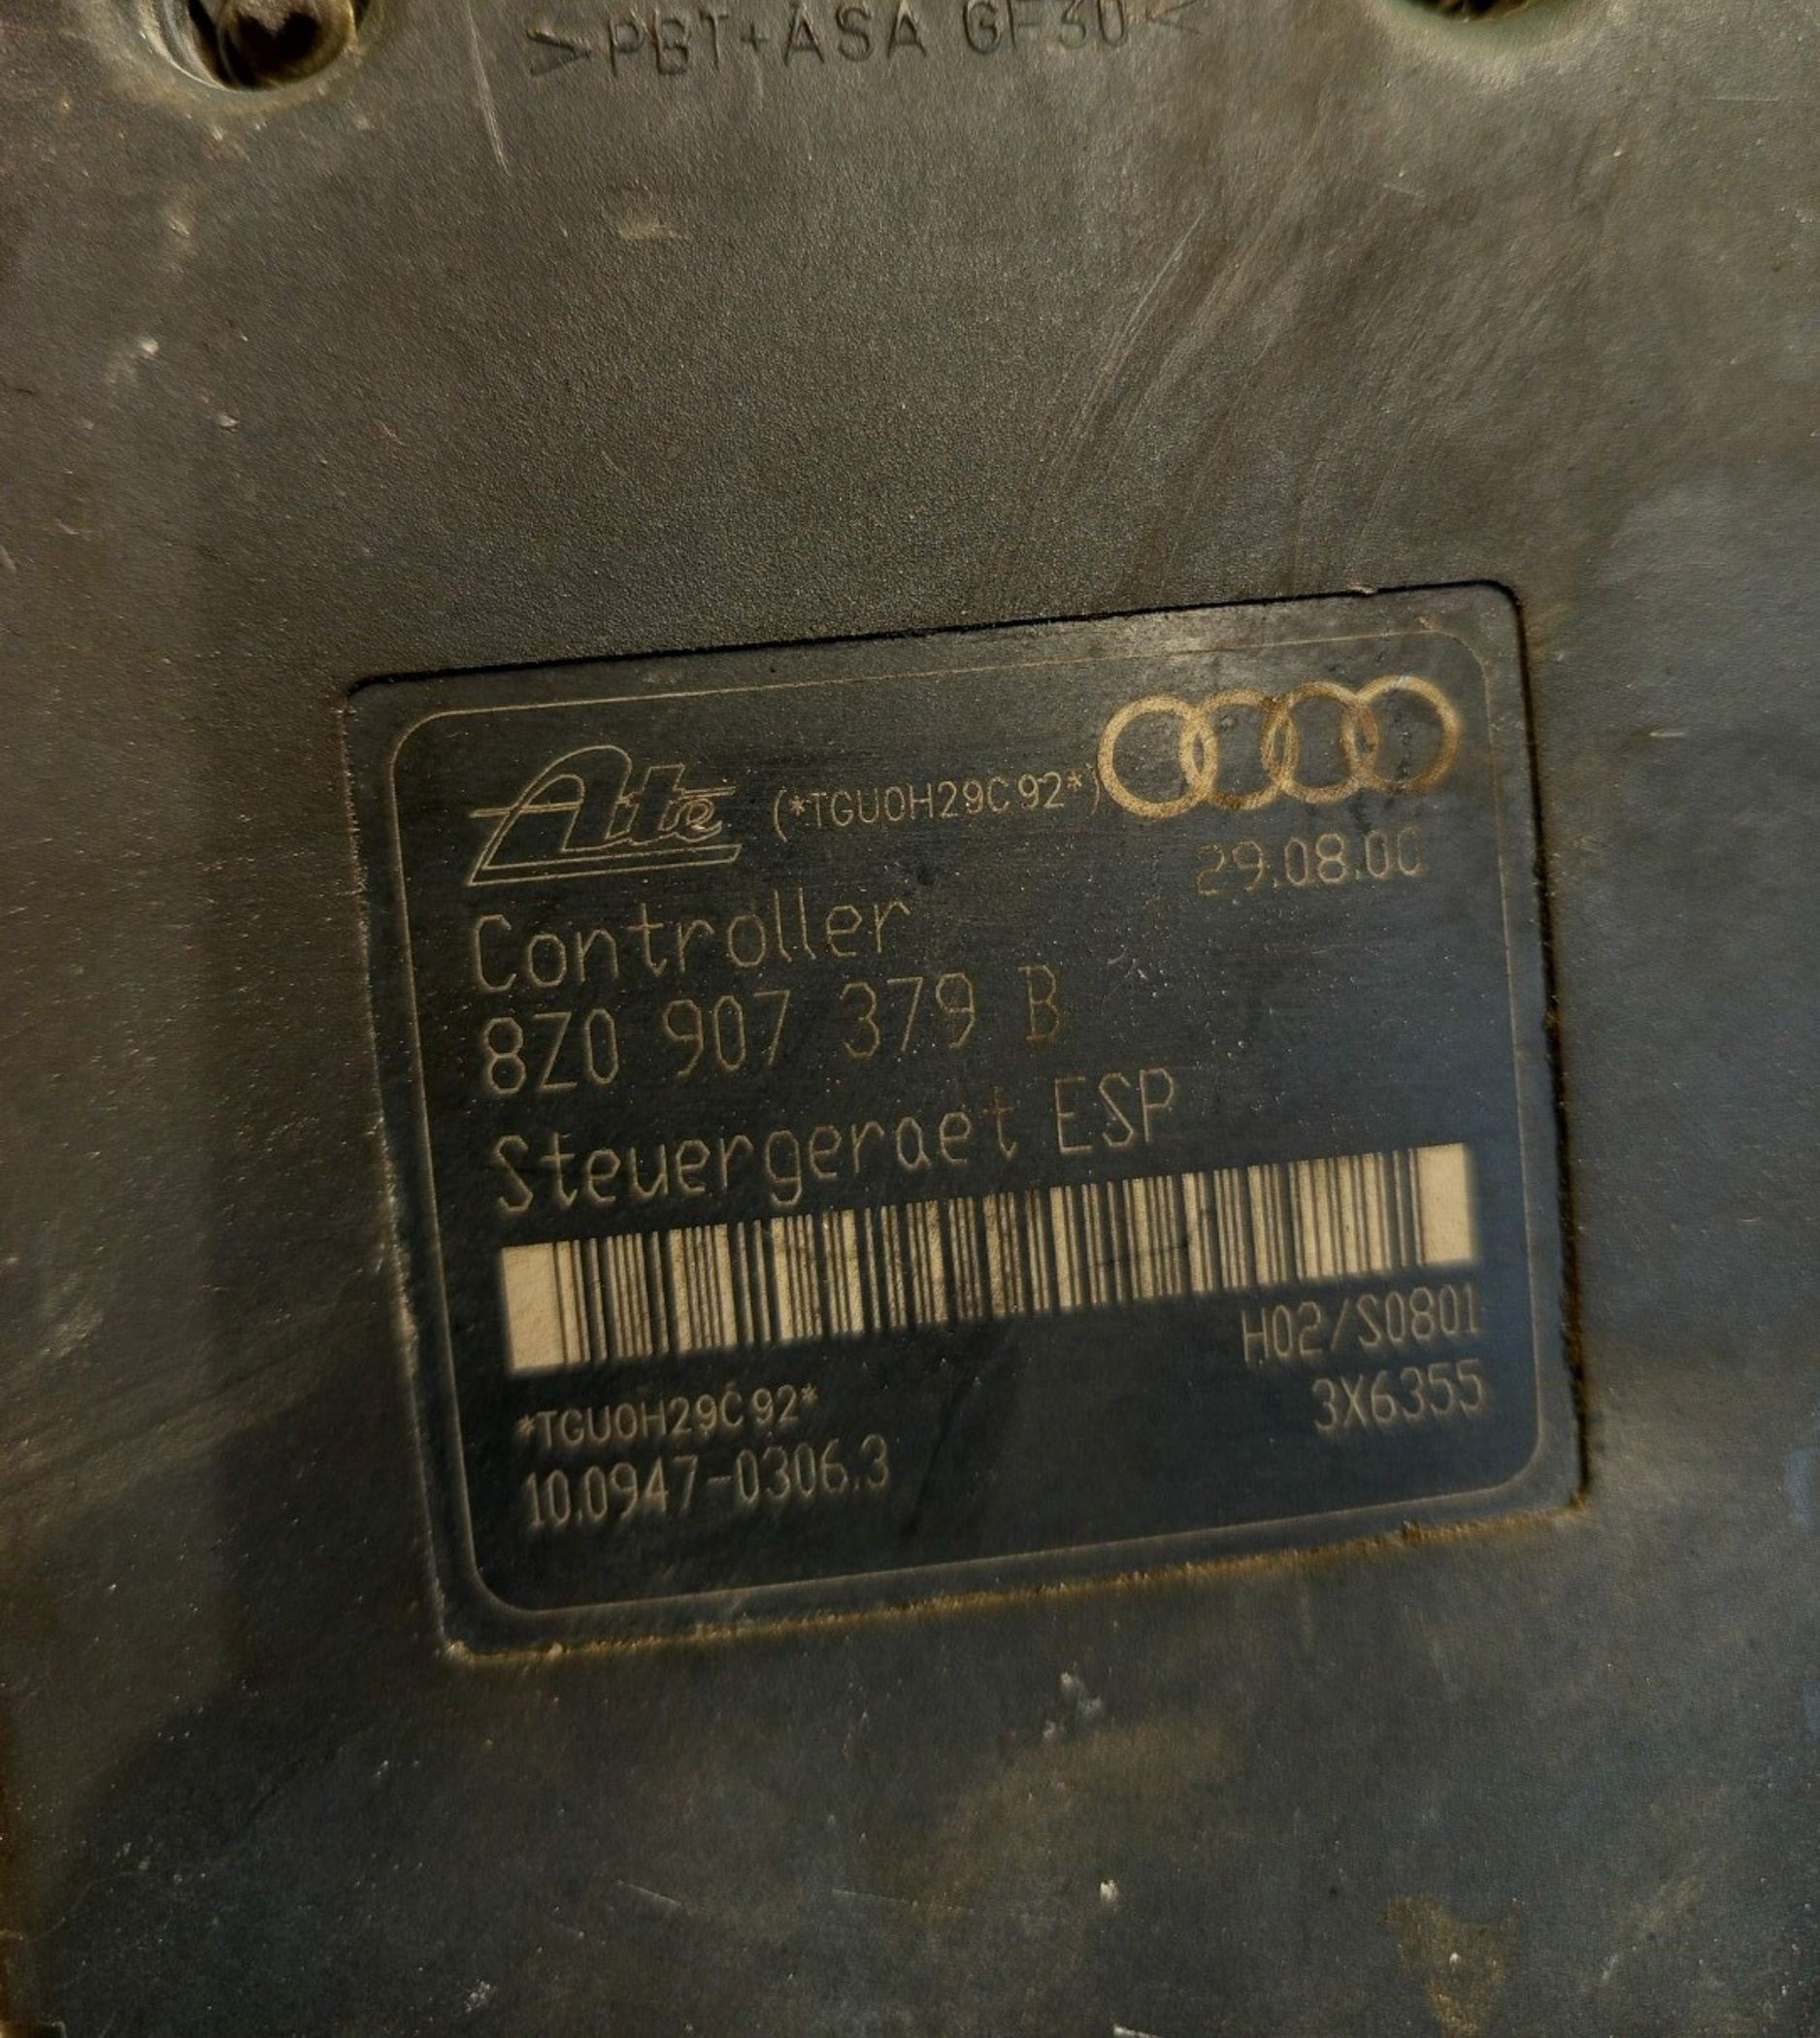 >PBT+ASA GF30<
Ate (*TGU0H29C92*)
29.08.00
Controller
8Z0 907 379 B
Steuergeraet ESP
H02/S0801
*TGU0H29C92*
3X6355
10.0947-0306.3